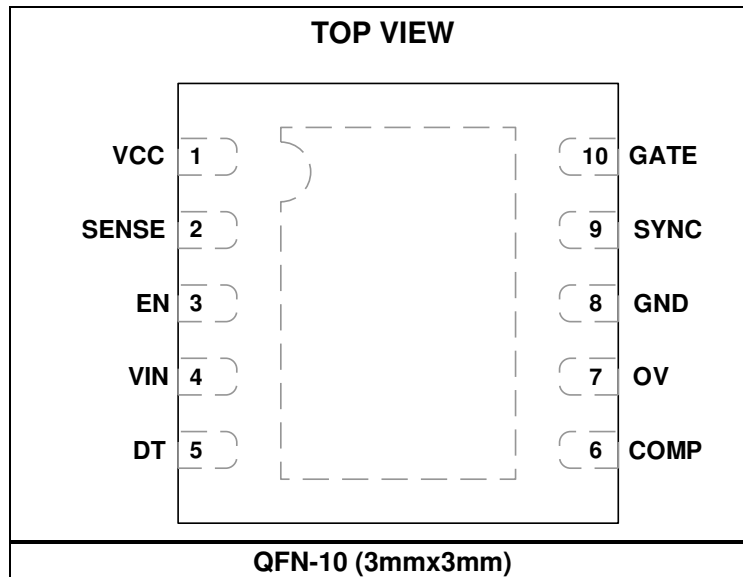 TOP VIEW
VCC 1 10 GATE
SENSE 2 9 SYNC
EN 3 8 GND
VIN 4 7 OV
DT 5 6 COMP
QFN-10 (3mmx3mm)